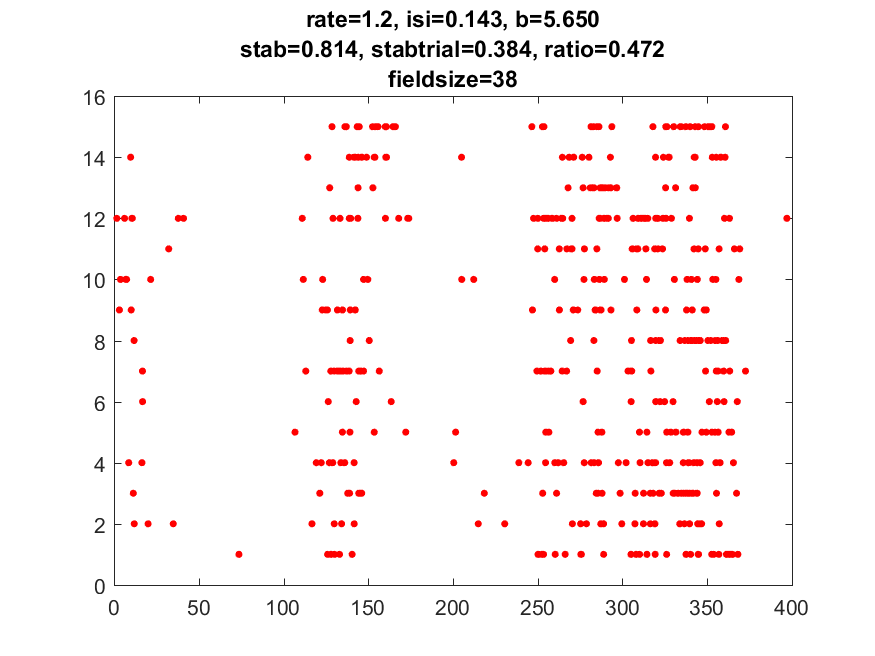 rate=1.2, isi=0.143, b=5.650
stab=0.814, stabtrial=0.384, ratio=0.472
fieldsize=38
16
14
12
10
8
6
4
2
0
0 50 100 150 200 250 300 350 400